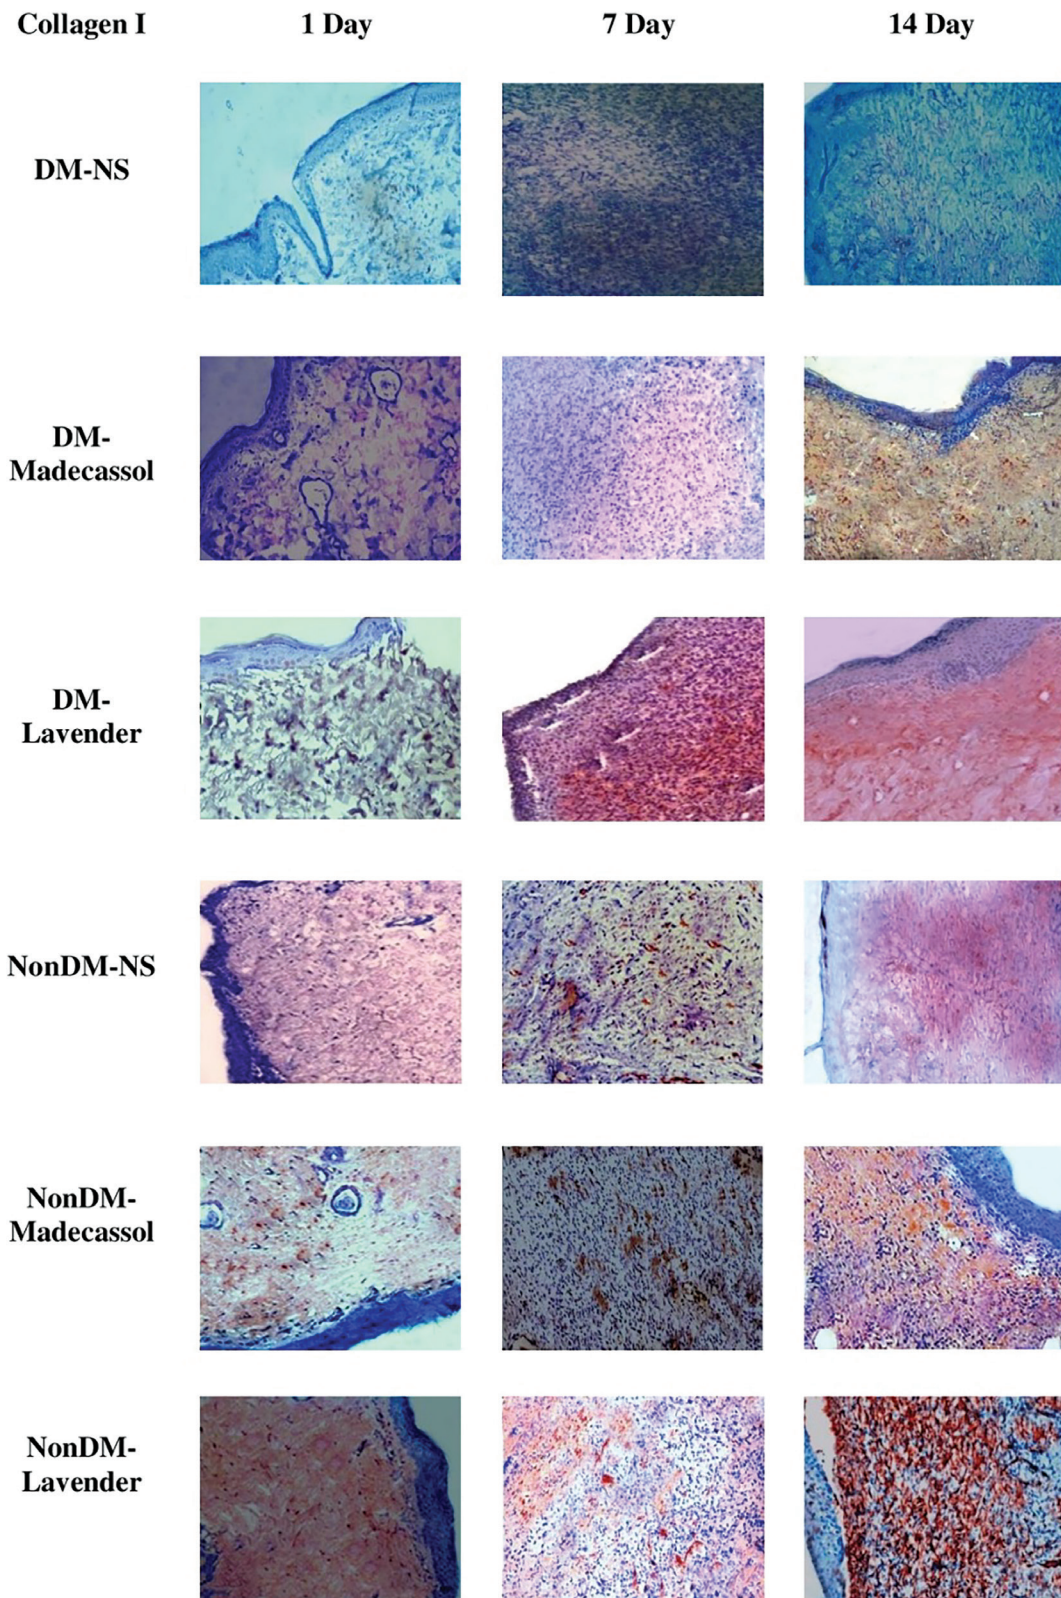 Collagen I 1 Day 7 Day 14 Day
DM-NS
DM-
Madecassol
DM-
Lavender
NonDM-NS
NonDM-
Madecassol
NonDM-
Lavender